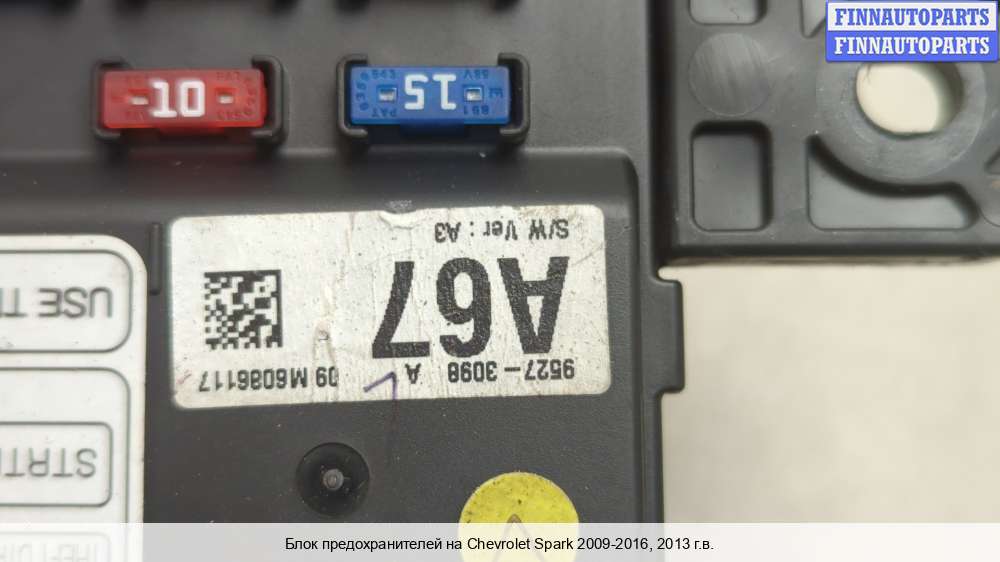 FINNAUTOPARTS
FINNAUTOPARTS
10
15
9527-3098 A
09 M6086117
A67
S/W Ver : A3
USE
STRT
Блок предохранителей на Chevrolet Spark 2009-2016, 2013 г.в.